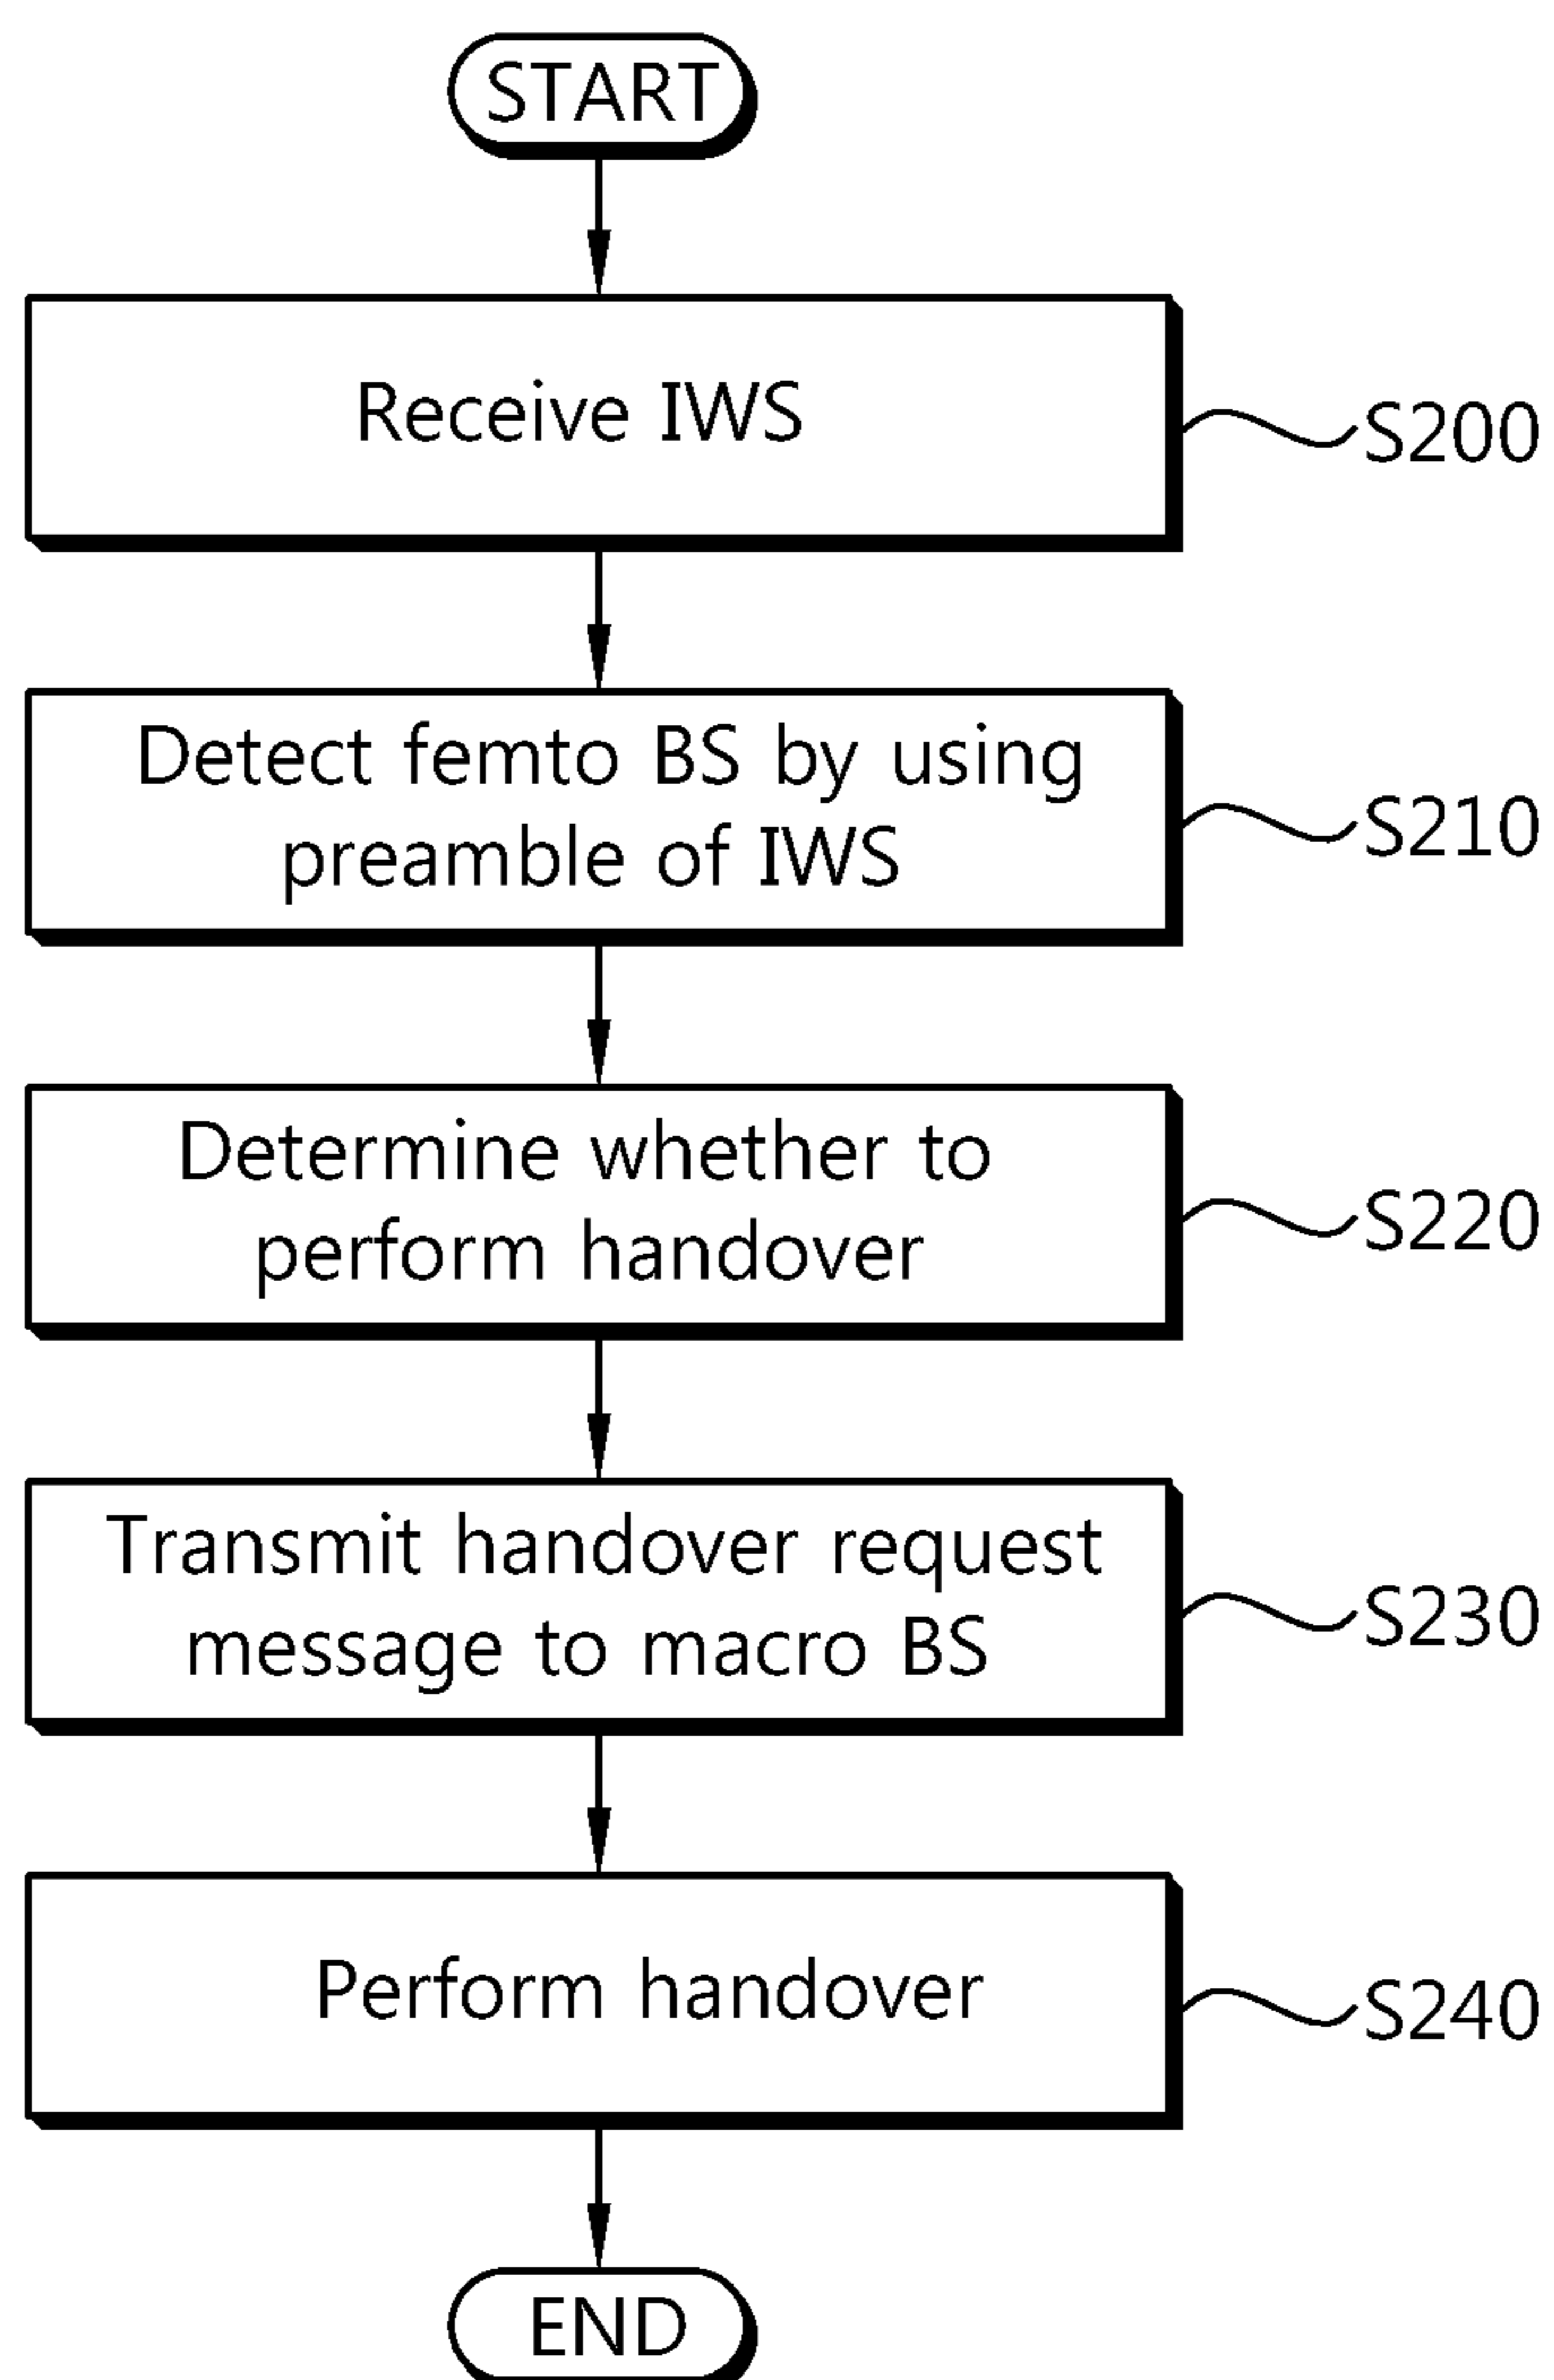 START
Receive IWS
S200
Detect femto BS by using
preamble of IWS
S210
Determine whether to
perform handover
S220
Transmit handover request
message to macro BS
S230
Perform handover
S240
END